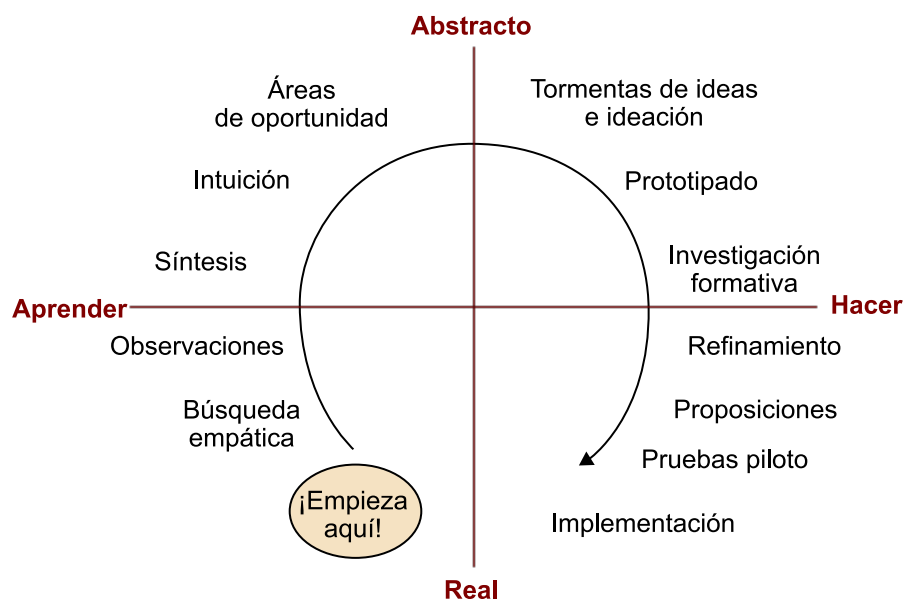 Abstracto
Áreas
de oportunidad
Tormentas de ideas
e ideación
Intuición
Prototipado
Síntesis
Investigación
formativa
Aprender
Hacer
Observaciones
Refinamiento
Búsqueda
empática
Proposiciones
Pruebas piloto
¡Empieza
aquí!
Implementación
Real